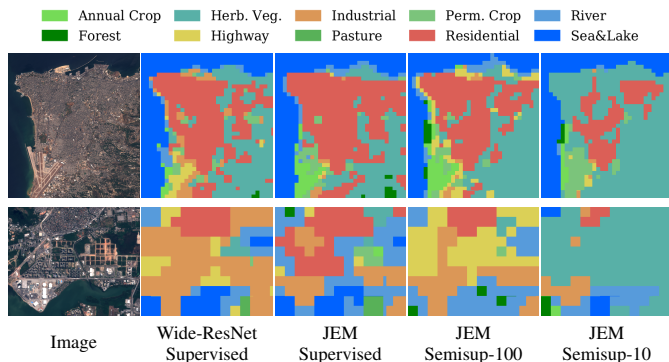 Annual Crop Herb. Veg. Industrial Perm. Crop River
Forest Highway Pasture Residential Sea&Lake
Image Wide-ResNet Supervised JEM Supervised JEM Semisup-100 JEM Semisup-10